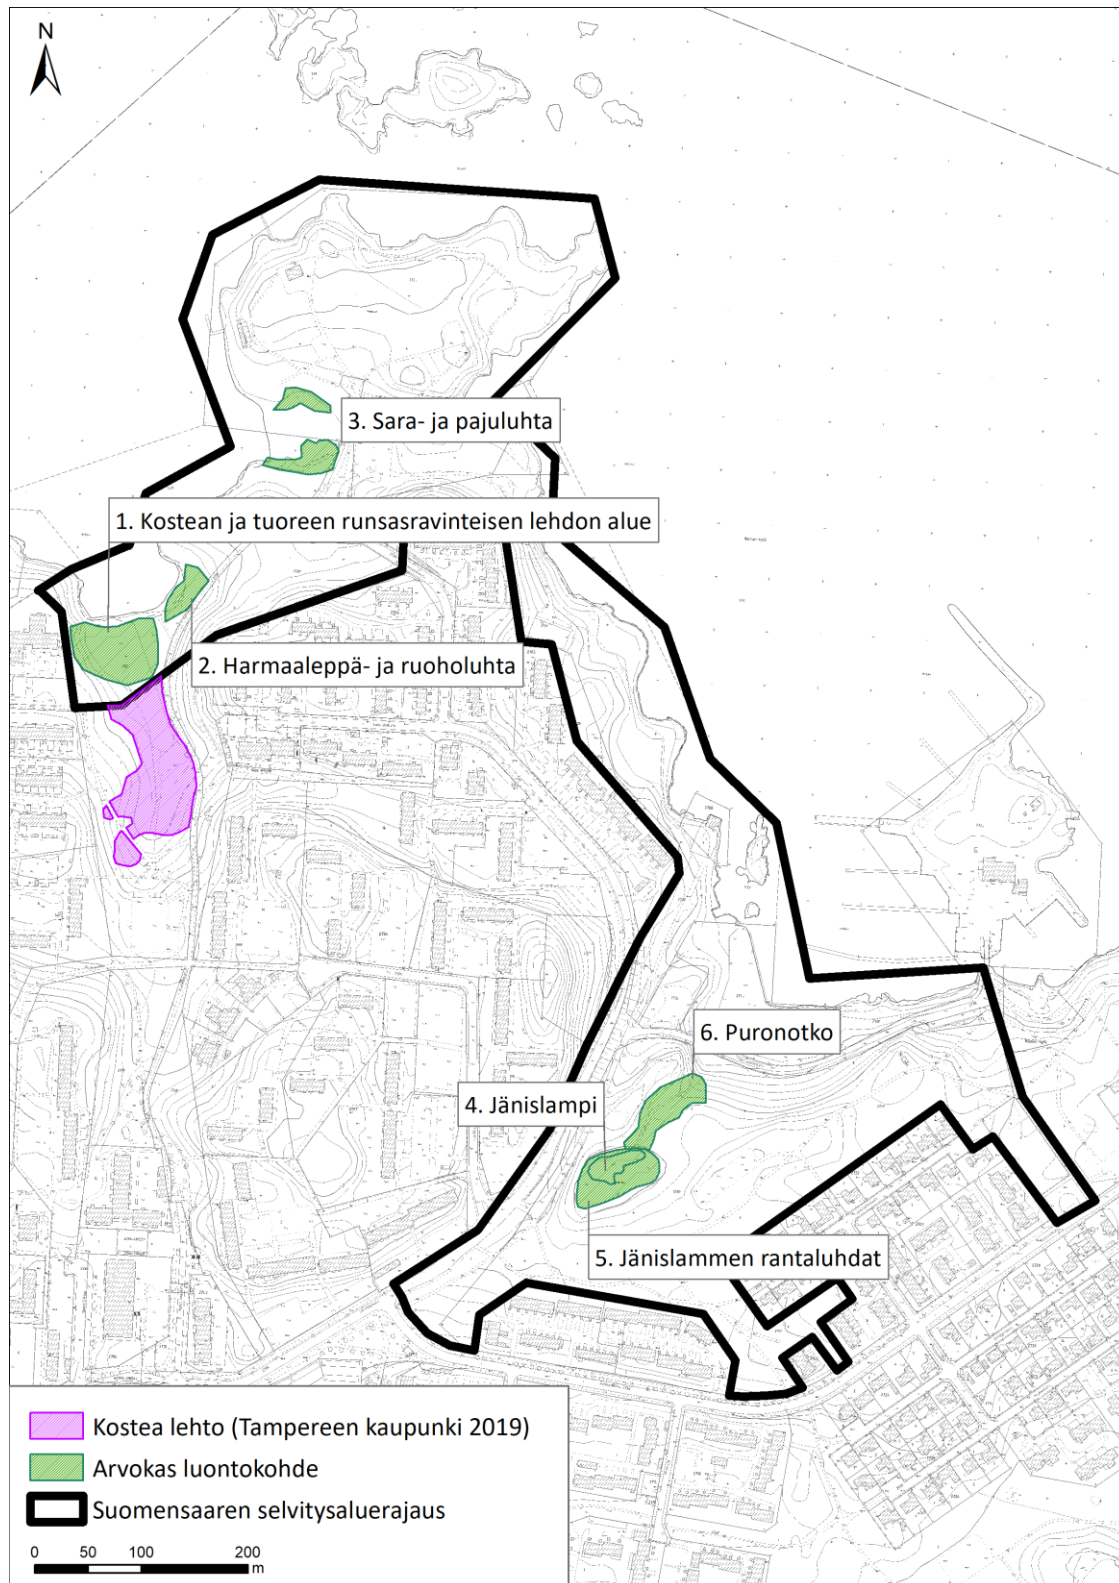 N
3. Sara- ja pajuluhta
1. Kostean ja tuoreen runsasravinteisen lehdon alue
2. Harmaaleppä- ja ruoholuhta
6. Puronotko
4. Jänislampi
5. Jänislammen rantaluhdat
Kostea lehto (Tampereen kaupunki 2019)
Arvokas luontokohde
Suomensaaren selvitysaluerajaus
0 50 100 200
m